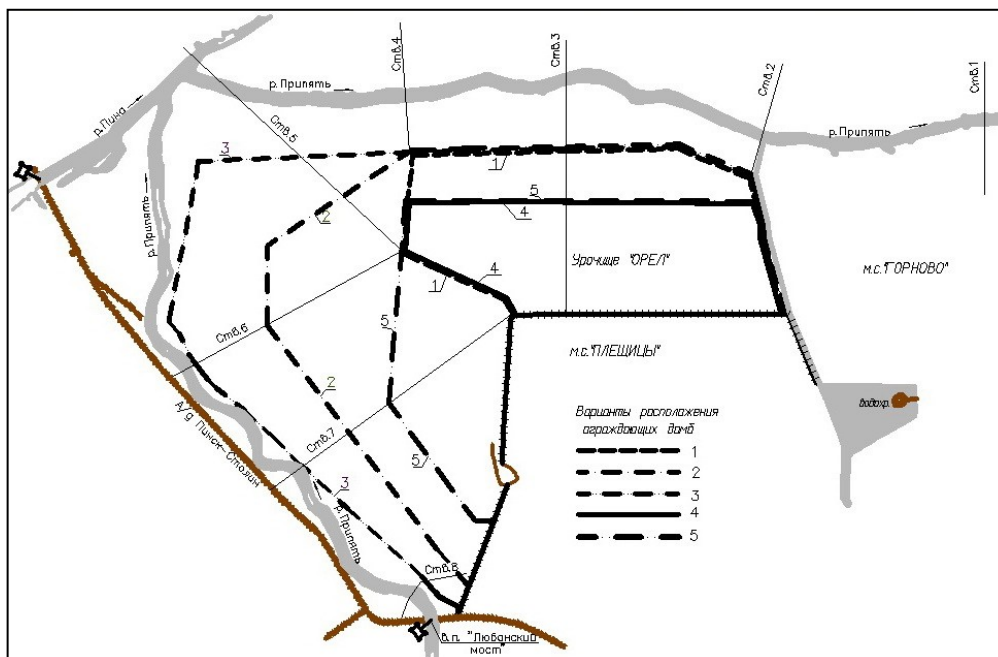 Ств.4
Ств.3
Ств.2
Ств.1
р. Припять
р. Пина
Ств.5
р. Припять
3
1
2
5
4
р. Припять
Урочище "ОРЕЛ"
м.с."ГОРНОВО"
1
4
Ств.6
5
м.с."ПЛЕЩИЦЫ"
2
А/д Пинск-Столин
Ств.7
5
3
р. Припять
Ств.8
водохр.
Варианты расположения
ограждающих дамб
1
2
3
4
5
в.п. "Любанский
мост"